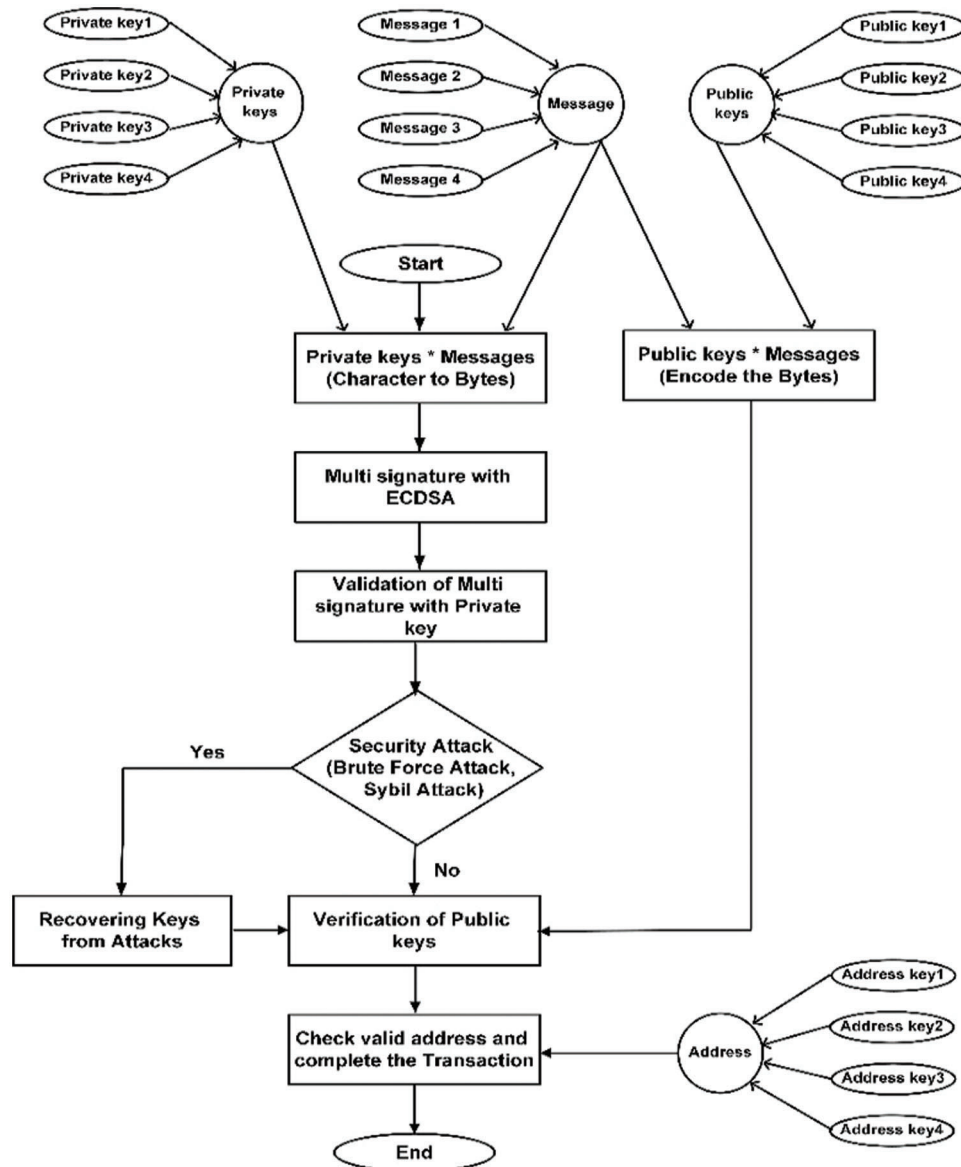 Private key1
Private key2
Private key3
Private key4
Private
keys
Message 1
Message 2
Message 3
Message 4
Message
Public key1
Public key2
Public key3
Public key4
Public
keys
Start
Private keys * Messages
(Character to Bytes)
Public keys * Messages
(Encode the Bytes)
Multi signature with
ECDSA
Validation of Multi
signature with Private
key
Security Attack
(Brute Force Attack,
Sybil Attack)
Yes
No
Recovering Keys
from Attacks
Verification of Public
keys
Check valid address and
complete the Transaction
Address
Address key1
Address key2
Address key3
Address key4
End